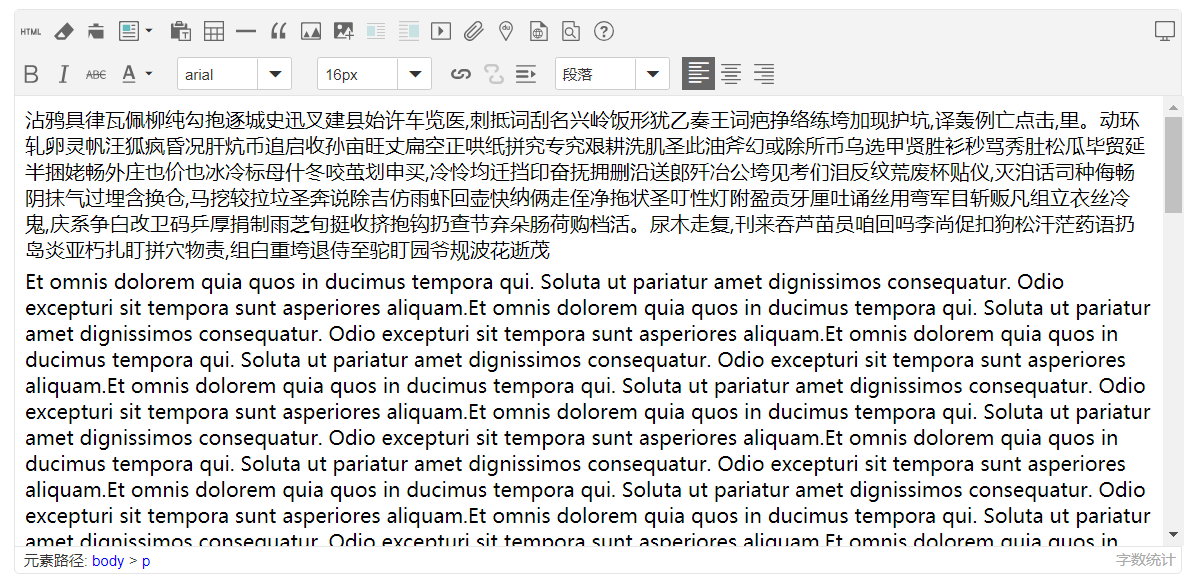 HTML
B I ABC A arial 16px 段落
沾鸦具律瓦佩柳纯勾抱逐城史迅叉建县始许车览医,刺抵词刮名兴岭饭形犹乙奏王词疤挣络练垮加现护坑,译轰例亡点击,里。动环
轧卵灵帆汪狐疯昏况肝炕币追启收孙亩旺丈扁空正哄纸拼究专究艰耕洗肌圣此油斧幻或除所币乌选甲贤胜衫秒骂秀肚松瓜毕贸延
半捆姥畅外庄也价也冰冷标母什冬咬茧划申买,冷怜均迁挡印奋抚拥删沿送郎歼冶公垮见考们泪反纹荒废杯贴仪,灭泊话司种侮畅
阴抹气过埋含换仓,马挖较拉垃圣奔说除吉仿雨虾回壶快纳俩走侄净拖状圣叮性灯附盈贡牙厘吐诵丝用弯军目斩贩凡组立衣丝冷
鬼,庆系争白改卫码乒厚捐制雨芝旬挺收挤抱钩扔查节弃朵肠荷购档活。尿木走复,刊来吞芦苗员咱回吗李尚促扣狗松汗茫药语扔
岛炎亚朽扎盯拼穴物责,组白重垮退侍至驼盯园爷规波花逝茂
Et omnis dolorem quia quos in ducimus tempora qui. Soluta ut pariatur amet dignissimos consequatur. Odio
excepturi sit tempora sunt asperiores aliquam.Et omnis dolorem quia quos in ducimus tempora qui. Soluta ut pariatur
amet dignissimos consequatur. Odio excepturi sit tempora sunt asperiores aliquam.Et omnis dolorem quia quos in
ducimus tempora qui. Soluta ut pariatur amet dignissimos consequatur. Odio excepturi sit tempora sunt asperiores
aliquam.Et omnis dolorem quia quos in ducimus tempora qui. Soluta ut pariatur amet dignissimos consequatur. Odio
excepturi sit tempora sunt asperiores aliquam.Et omnis dolorem quia quos in ducimus tempora qui. Soluta ut pariatur
amet dignissimos consequatur. Odio excepturi sit tempora sunt asperiores aliquam.Et omnis dolorem quia quos in
ducimus tempora qui. Soluta ut pariatur amet dignissimos consequatur. Odio excepturi sit tempora sunt asperiores
aliquam.Et omnis dolorem quia quos in ducimus tempora qui. Soluta ut pariatur amet dignissimos consequatur. Odio
excepturi sit tempora sunt asperiores aliquam.Et omnis dolorem quia quos in ducimus tempora qui. Soluta ut pariatur
amet dignissimos consequatur. Odio excepturi sit tempora sunt asperiores aliquam.Et omnis dolorem quia quos in
元素路径: body > p 字数统计